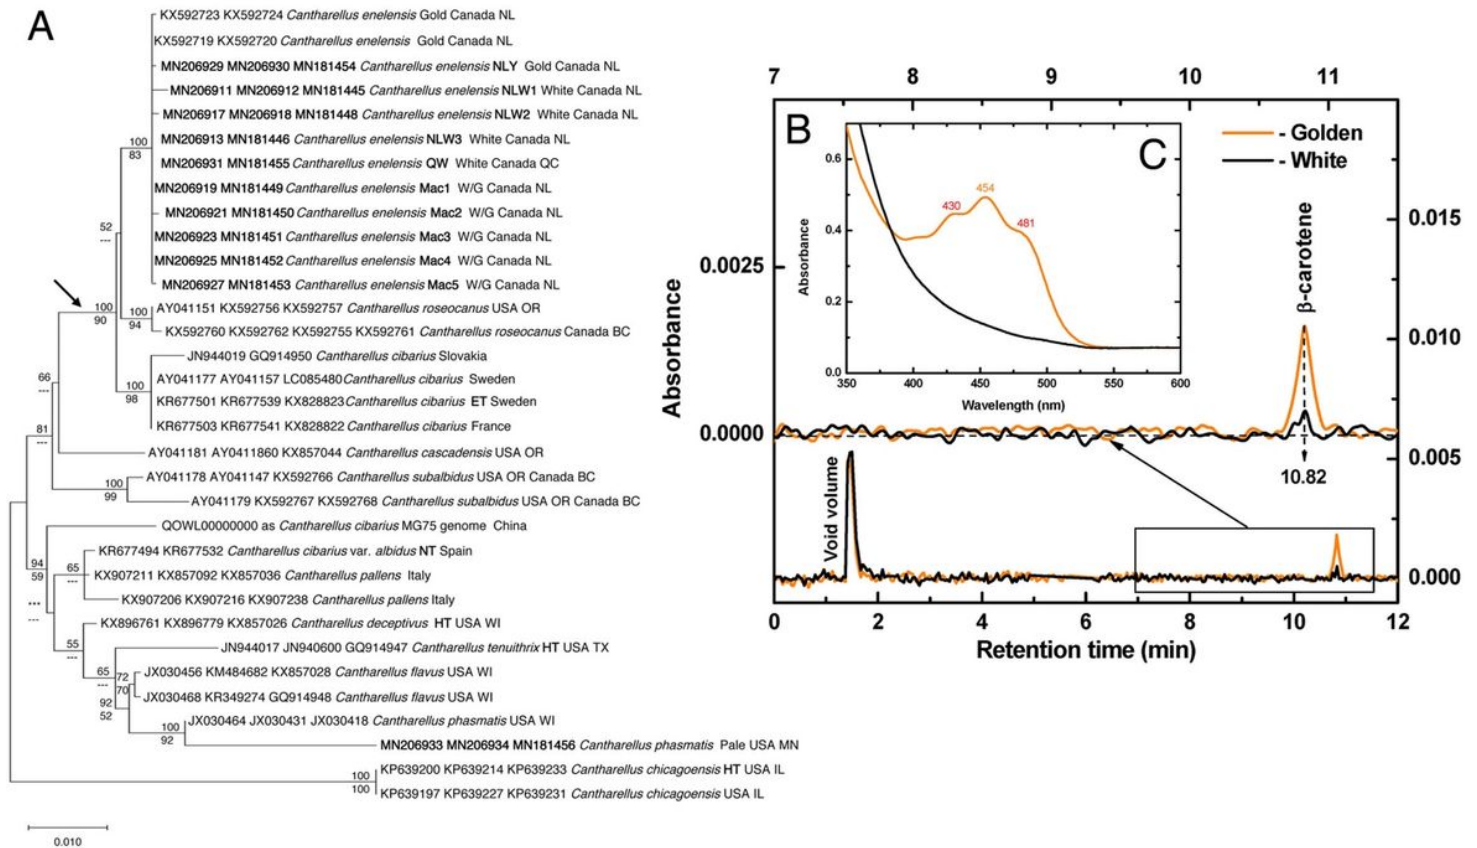 A
KX592723 KX592724 Cantharellus enelensis Gold Canada NL
KX592719 KX592720 Cantharellus enelensis Gold Canada NL
MN206929 MN206930 MN181454 Cantharellus enelensis NLY Gold Canada NL
MN206911 MN206912 MN181445 Cantharellus enelensis NLW1 White Canada NL
MN206917 MN206918 MN181448 Cantharellus enelensis NLW2 White Canada NL
MN206913 MN181446 Cantharellus enelensis NLW3 White Canada NL
MN206931 MN181455 Cantharellus enelensis QW White Canada QC
MN206919 MN181449 Cantharellus enelensis Mac1 W/G Canada NL
MN206921 MN181450 Cantharellus enelensis Mac2 W/G Canada NL
MN206923 MN181451 Cantharellus enelensis Mac3 W/G Canada NL
MN206925 MN181452 Cantharellus enelensis Mac4 W/G Canada NL
MN206927 MN181453 Cantharellus enelensis Mac5 W/G Canada NL
AY041151 KX592756 KX592757 Cantharellus roseocanus USA OR
KX592760 KX592762 KX592755 KX592761 Cantharellus roseocanus Canada BC
JN944019 GQ914950 Cantharellus cibarius Slovakia
AY041177 AY041157 LC085480 Cantharellus cibarius Sweden
KR677501 KR677539 KX828823 Cantharellus cibarius ET Sweden
KR677503 KR677541 KX828822 Cantharellus cibarius France
AY041181 AY0411860 KX857044 Cantharellus cascadensis USA OR
AY041178 AY041147 KX592766 Cantharellus subalbidus USA OR Canada BC
AY041179 KX592767 KX592768 Cantharellus subalbidus USA OR Canada BC
QOWL00000000 as Cantharellus cibarius MG75 genome China
KR677494 KR677532 Cantharellus cibarius var. albidus NT Spain
KX907211 KX857092 KX857036 Cantharellus pallens Italy
KX907206 KX907216 KX907238 Cantharellus pallens Italy
KX896761 KX896779 KX857026 Cantharellus deceptivus HT USA WI
JN944017 JN940600 GQ914947 Cantharellus tenuithrix HT USA TX
JX030456 KM484682 KX857028 Cantharellus flavus USA WI
JX030468 KR349274 GQ914948 Cantharellus flavus USA WI
JX030464 JX030431 JX030418 Cantharellus phasmatis USA WI
MN206933 MN206934 MN181456 Cantharellus phasmatis Pale USA MN
KP639200 KP639214 KP639233 Cantharellus chicagoensis HT USA IL
KP639197 KP639227 KP639231 Cantharellus chicagoensis USA IL
100
83
52
---
100
90
100
94
100
98
66
---
81
---
100
99
94
59
65
---
---
---
55
---
65
---
72
70
92
52
100
92
100
100
0.010
7 8 9 10 11
B
C
- Golden
- White
0.6
0.4
0.2
0.0
Absorbance
430
454
481
350 400 450 500 550 600
Wavelength (nm)
β-carotene
10.82
0.0025
0.0000
Absorbance
0.015
0.010
0.005
0.000
Void volume
0 2 4 6 8 10 12
Retention time (min)